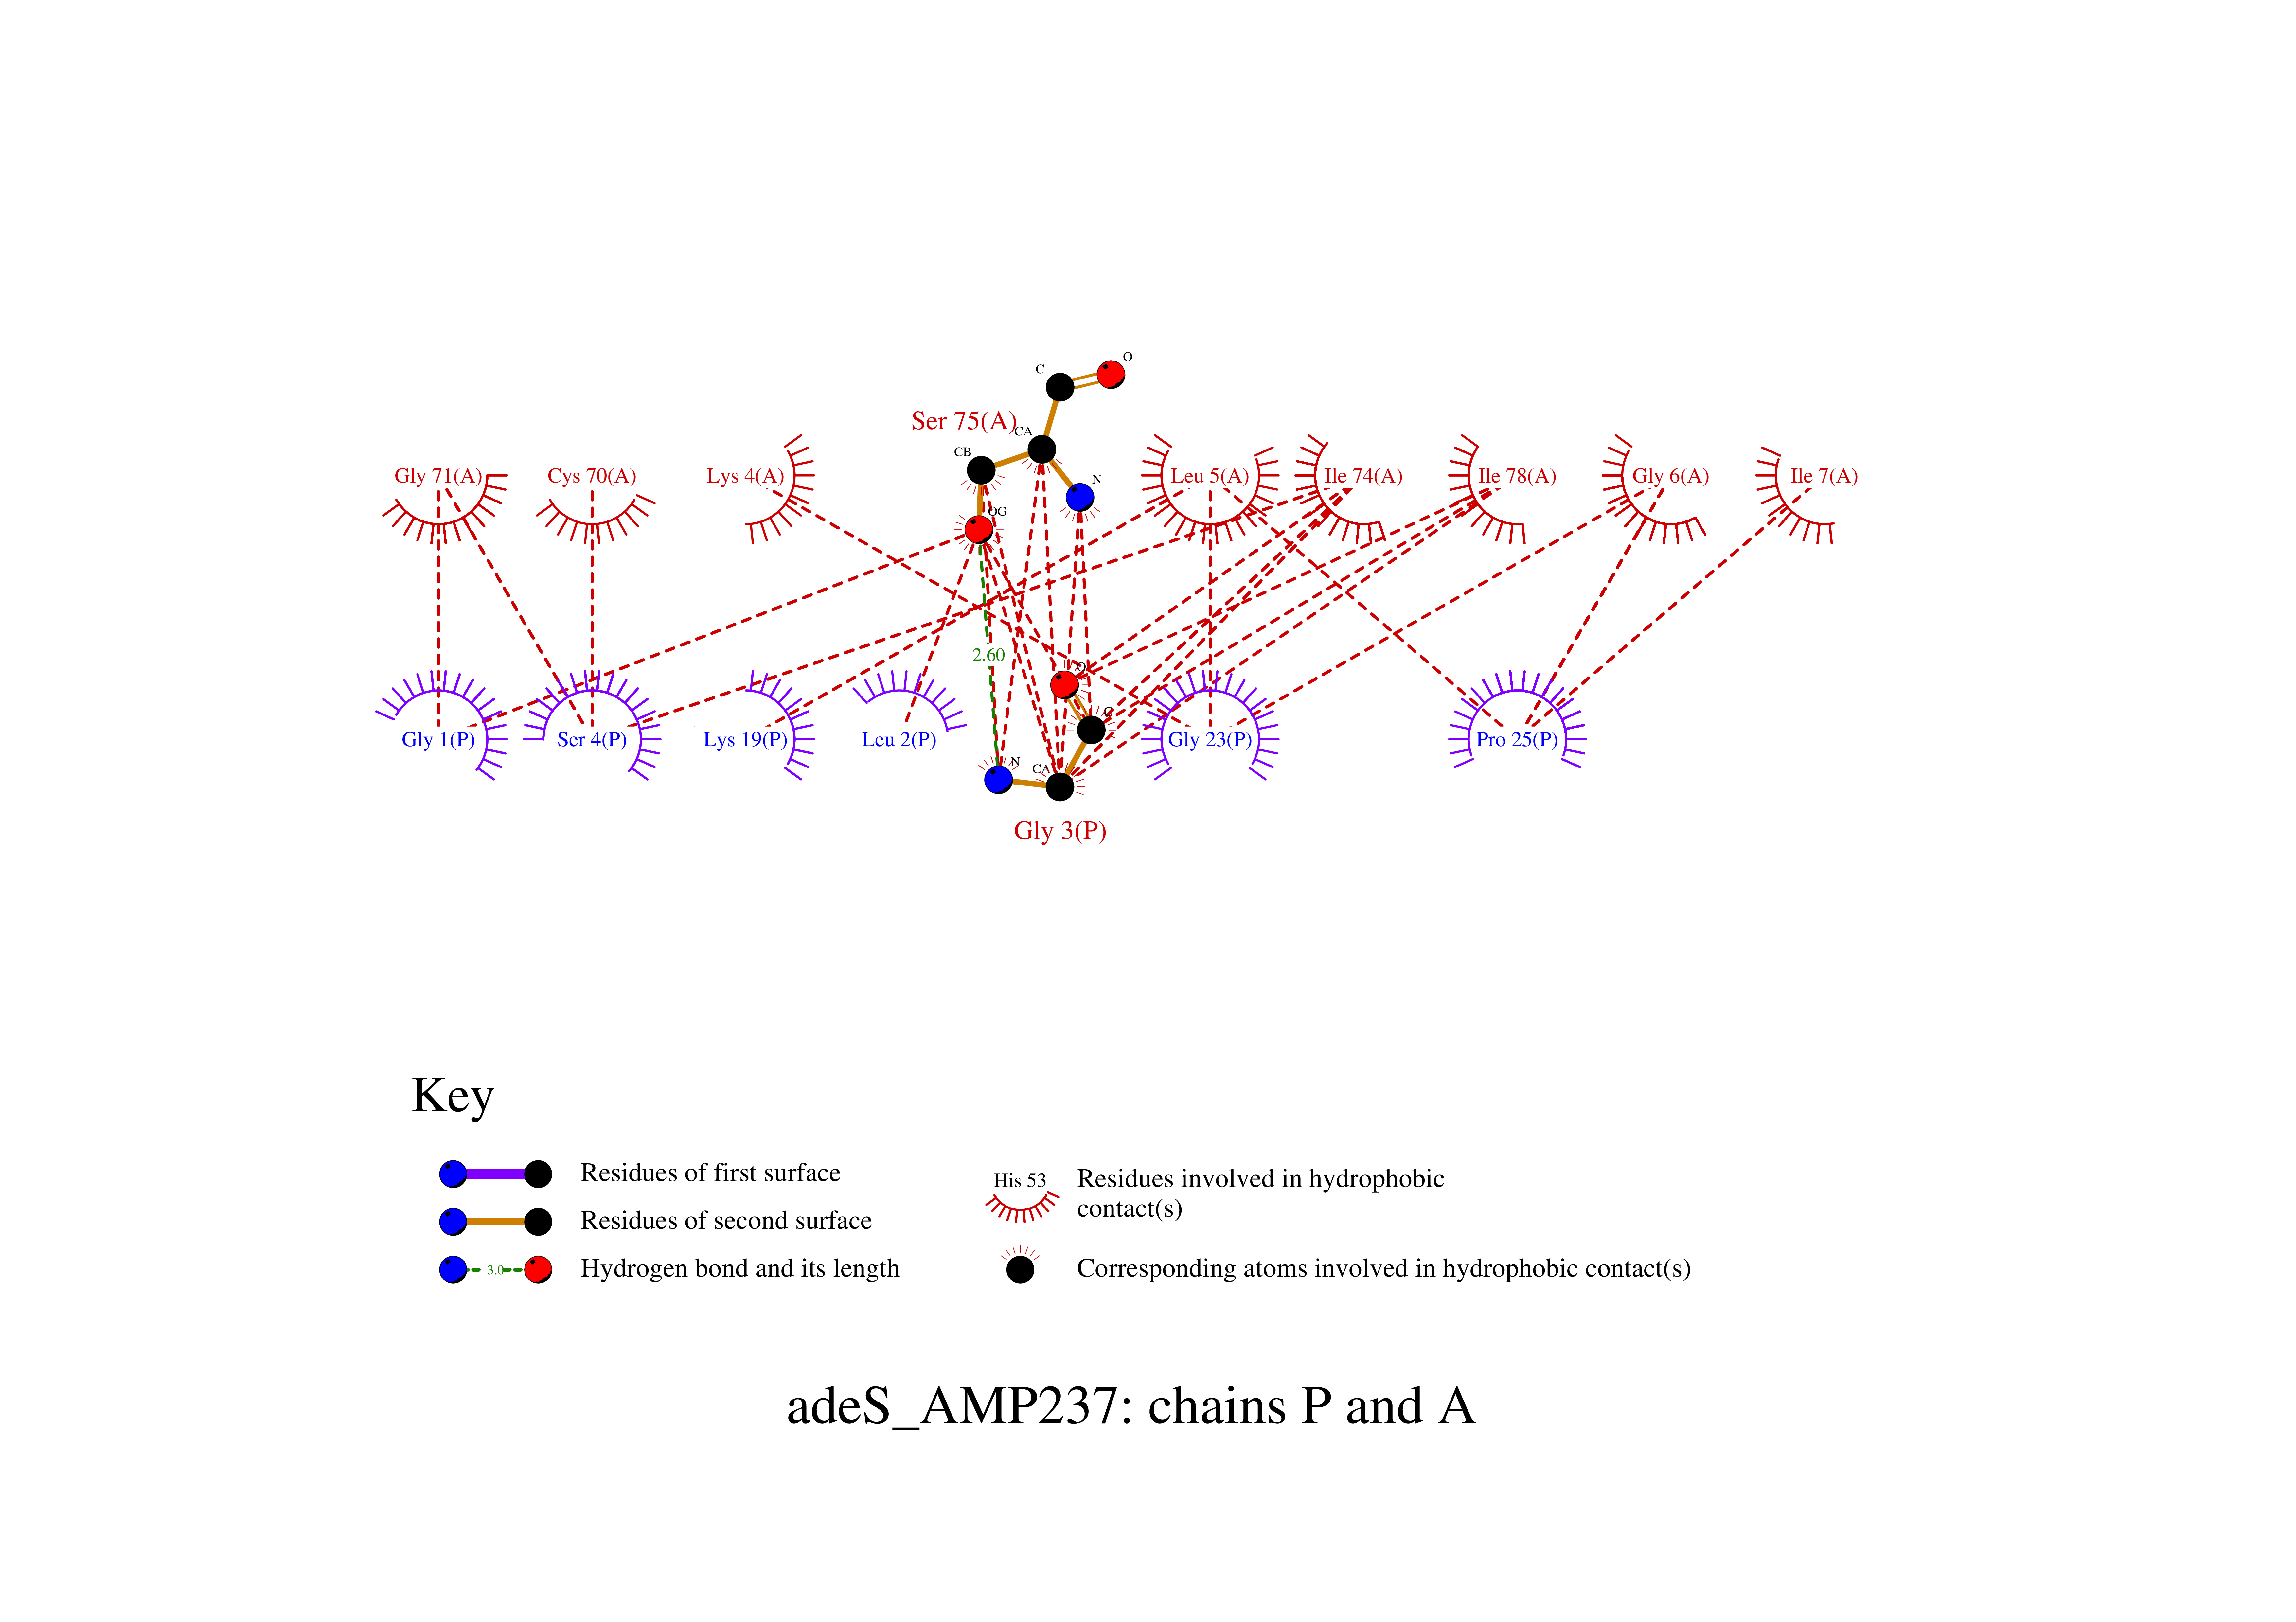 O
C
Ser 75(A)
CA
CB
N
OG
Gly 71(A)
Cys 70(A)
Lys 4(A)
Leu 5(A)
Ile 74(A)
Ile 78(A)
Gly 6(A)
Ile 7(A)
2.60
O
C
Gly 1(P)
Ser 4(P)
Lys 19(P)
Leu 2(P)
Gly 23(P)
Pro 25(P)
N
CA
Gly 3(P)
Key
Residues of first surface
Residues of second surface
3.0
Hydrogen bond and its length
His 53
Residues involved in hydrophobic
contact(s)
Corresponding atoms involved in hydrophobic contact(s)
adeS_AMP237: chains P and A